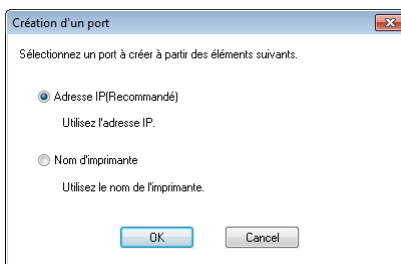 Création d'un port
Sélectionnez un port à créer à partir des éléments suivants.
Adresse IP(Recommandé)
Utilisez l'adresse IP.
Nom d'imprimante
Utilisez le nom de l'imprimante.
OK Cancel